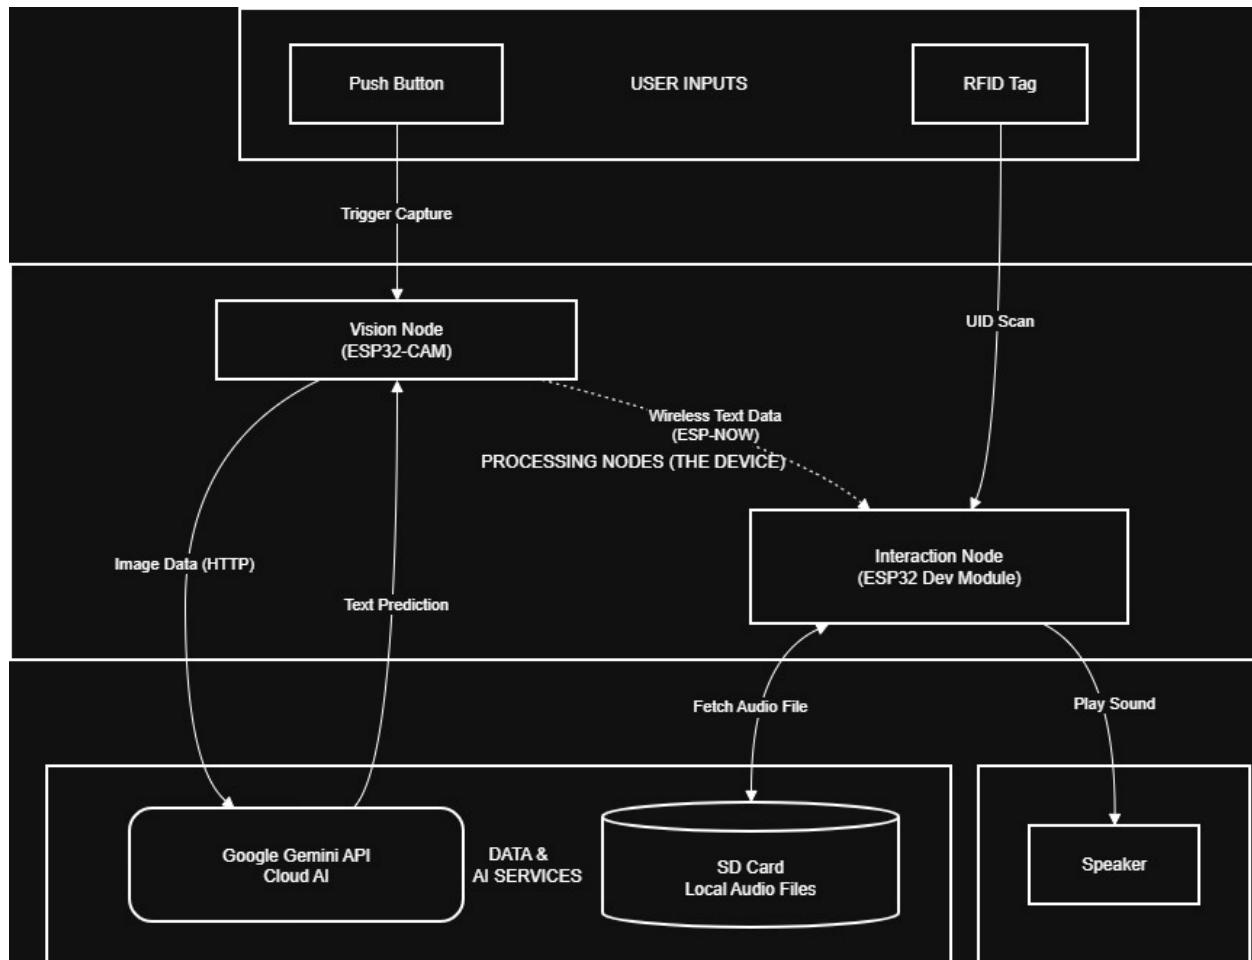 Push Button
USER INPUTS
RFID Tag
Trigger Capture
Vision Node
(ESP32-CAM)
UID Scan
Wireless Text Data
(ESP-NOW)
PROCESSING NODES (THE DEVICE)
Interaction Node
(ESP32 Dev Module)
Image Data (HTTP)
Text Prediction
Fetch Audio File
Play Sound
Google Gemini API
Cloud AI
DATA &
AI SERVICES
SD Card
Local Audio Files
Speaker